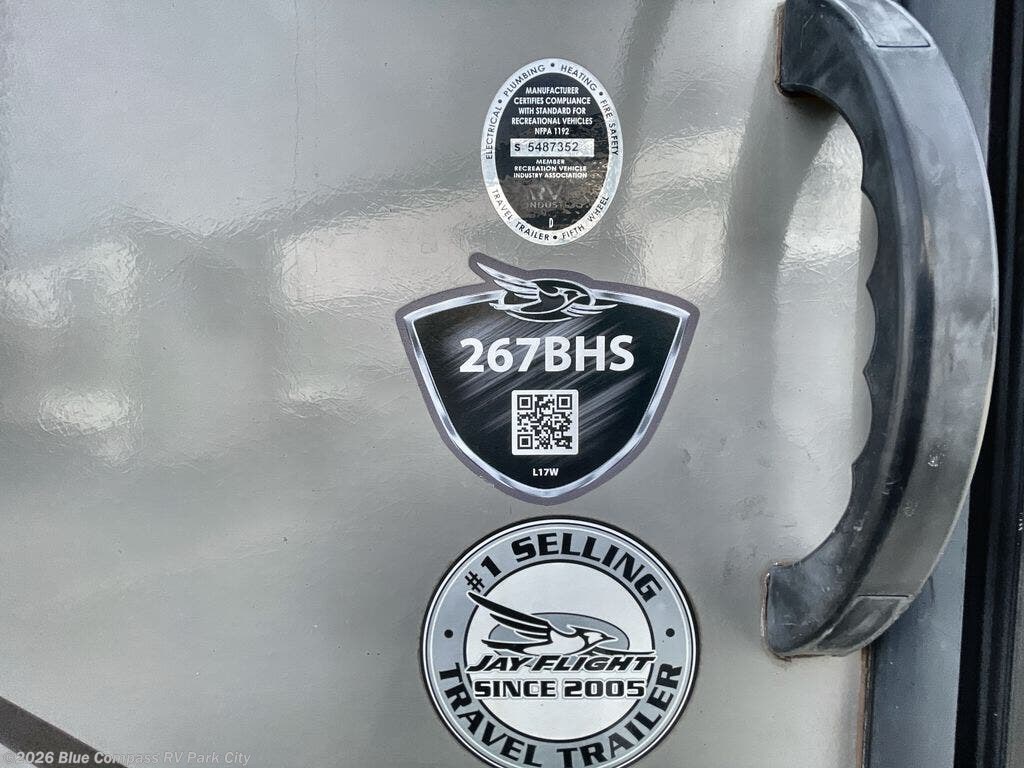 ELECTRICAL • PLUMBING • HEATING • FIRE SAFETY
MANUFACTURER
CERTIFIES COMPLIANCE
WITH STANDARD FOR
RECREATIONAL VEHICLES
NFPA 1192
S 5487352
MEMBER
RECREATION VEHICLE
INDUSTRY ASSOCIATION
RV
INDUSTRY
D
TRAVEL TRAILER • FIFTH WHEEL
267BHS
L17W
#1 SELLING
JAY FLIGHT
SINCE 2005
TRAVEL TRAILER
©2026 Blue Compass RV Park City